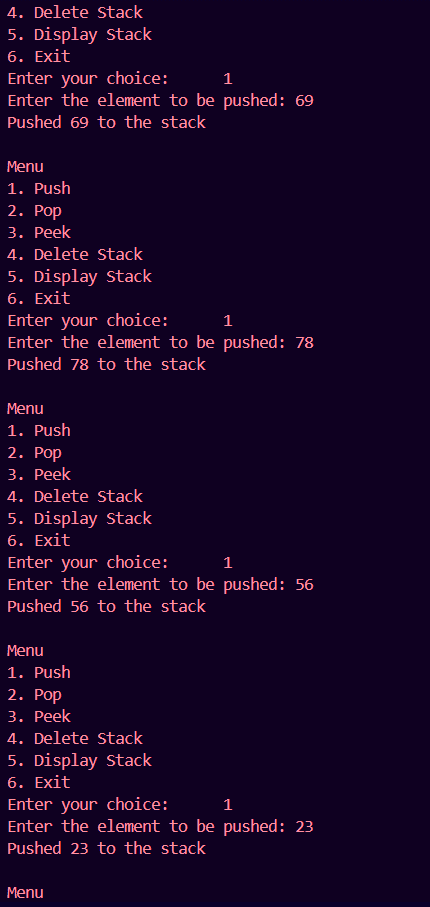 4. Delete Stack
5. Display Stack
6. Exit
Enter your choice:      1
Enter the element to be pushed: 69
Pushed 69 to the stack

Menu
1. Push
2. Pop
3. Peek
4. Delete Stack
5. Display Stack
6. Exit
Enter your choice:      1
Enter the element to be pushed: 78
Pushed 78 to the stack

Menu
1. Push
2. Pop
3. Peek
4. Delete Stack
5. Display Stack
6. Exit
Enter your choice:      1
Enter the element to be pushed: 56
Pushed 56 to the stack

Menu
1. Push
2. Pop
3. Peek
4. Delete Stack
5. Display Stack
6. Exit
Enter your choice:      1
Enter the element to be pushed: 23
Pushed 23 to the stack

Menu